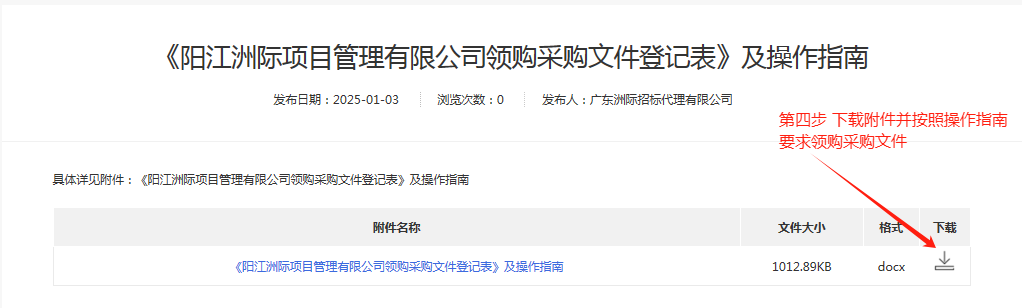 《阳江洲际项目管理有限公司领购采购文件登记表》及操作指南
发布日期：2025-01-03 浏览次数：0 发布人：广东洲际招标代理有限公司
第四步 下载附件并按照操作指南
要求领购采购文件
具体详见附件：《阳江洲际项目管理有限公司领购采购文件登记表》及操作指南
附件名称 文件大小 格式 下载
《阳江洲际项目管理有限公司领购采购文件登记表》及操作指南 1012.89KB docx